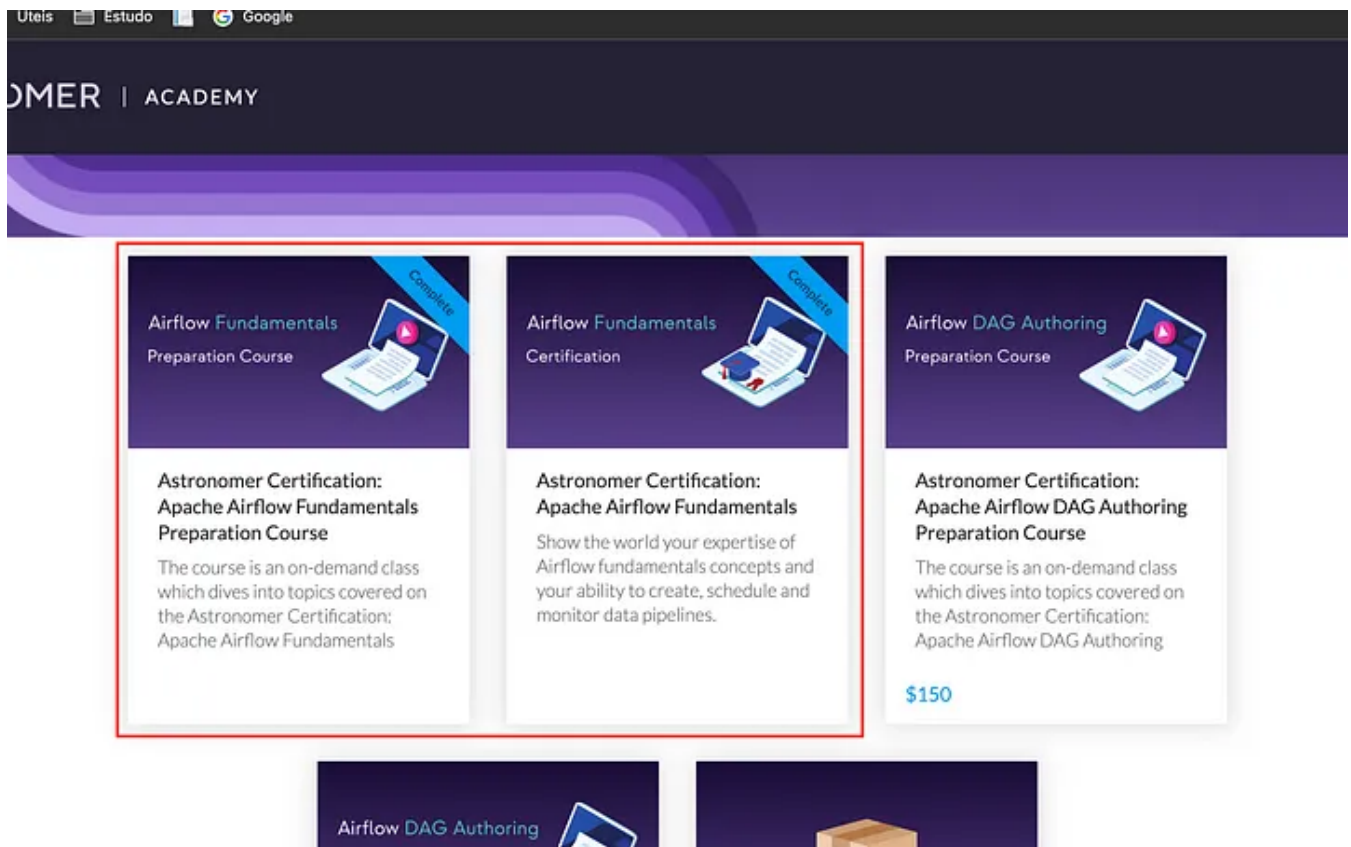 Uteis Estudo Google
OMER | ACADEMY
Complete
Airflow Fundamentals
Preparation Course
Astronomer Certification:
Apache Airflow Fundamentals
Preparation Course
The course is an on-demand class
which dives into topics covered on
the Astronomer Certification:
Apache Airflow Fundamentals
Complete
Airflow Fundamentals
Certification
Astronomer Certification:
Apache Airflow Fundamentals
Show the world your expertise of
Airflow fundamentals concepts and
your ability to create, schedule and
monitor data pipelines.
Airflow DAG Authoring
Preparation Course
Astronomer Certification:
Apache Airflow DAG Authoring
Preparation Course
The course is an on-demand class
which dives into topics covered on
the Astronomer Certification:
Apache Airflow DAG Authoring
$150
Airflow DAG Authoring